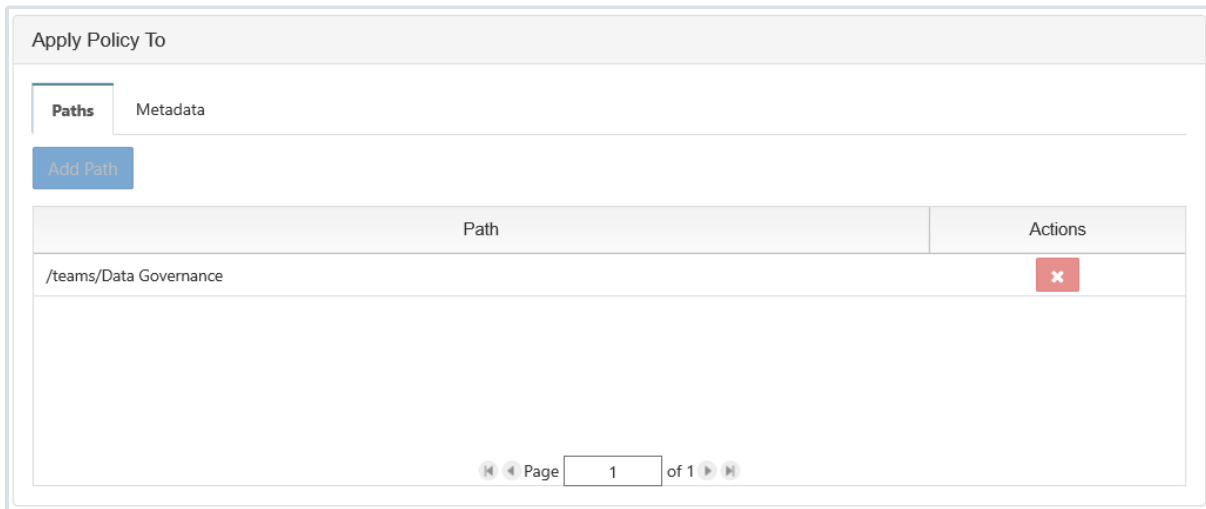 Apply Policy To
Paths Metadata
Add Path
Path Actions
/teams/Data Governance
Page 1 of 1